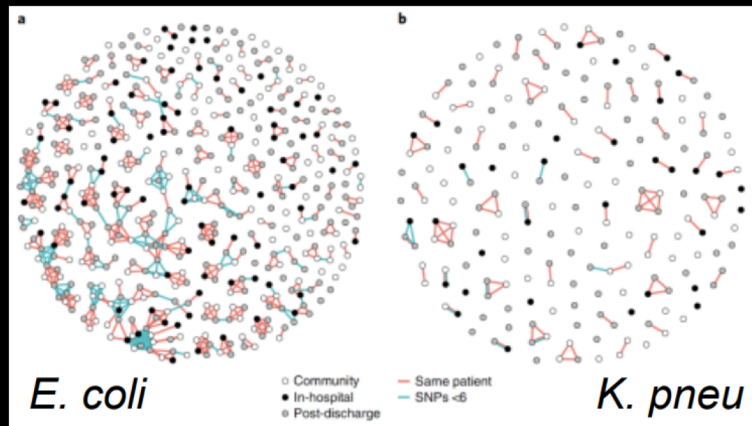 a
b
E. coli
Community
In-hospital
Post-discharge
Same patient
SNPs <6
K. pneu